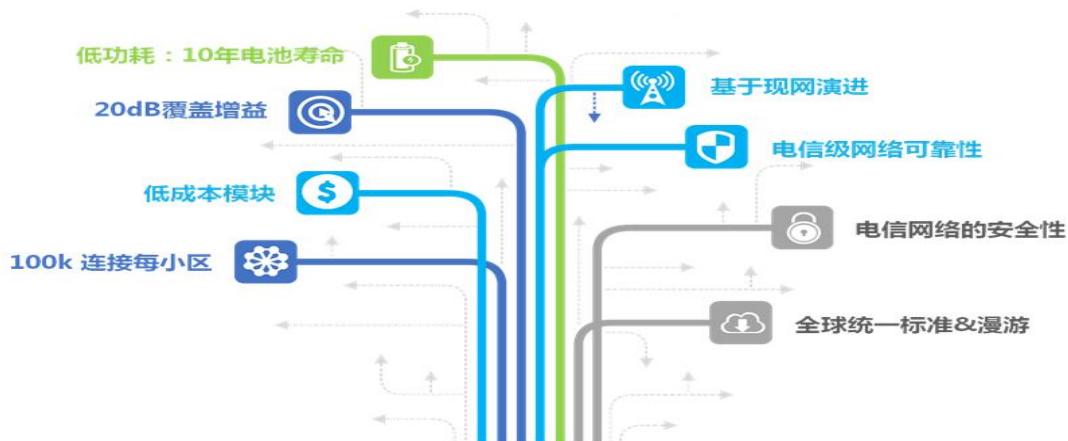 低功耗：10年电池寿命
20dB覆盖增益
低成本模块
100k 连接每小区
基于现网演进
电信级网络可靠性
电信网络的安全性
全球统一标准&漫游